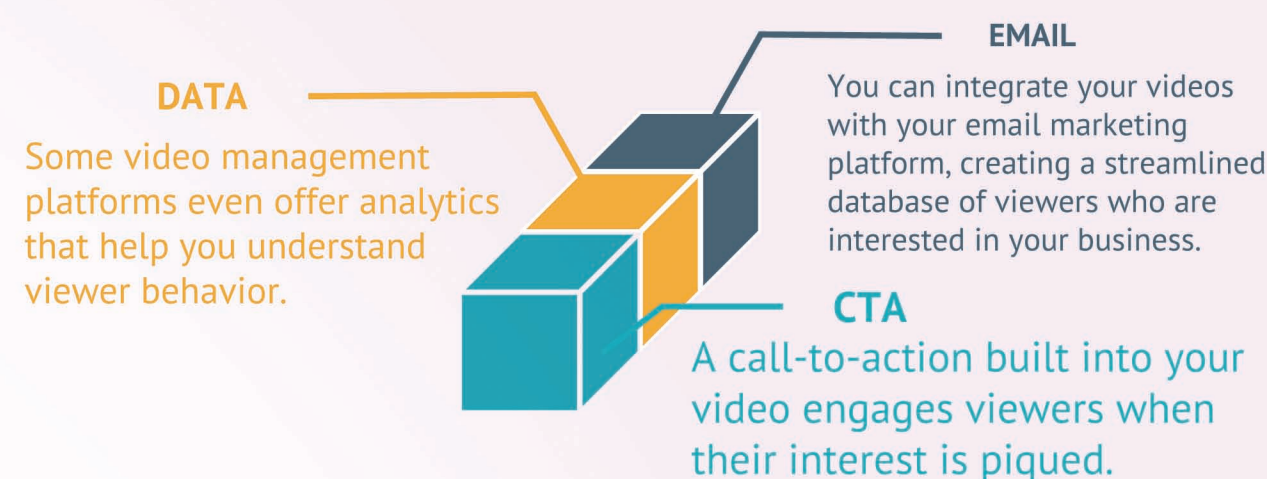 DATA
Some video management
platforms even offer analytics
that help you understand
viewer behavior.
EMAIL
You can integrate your videos
with your email marketing
platform, creating a streamlined
database of viewers who are
interested in your business.
CTA
A call-to-action built into your
video engages viewers when
their interest is piqued.